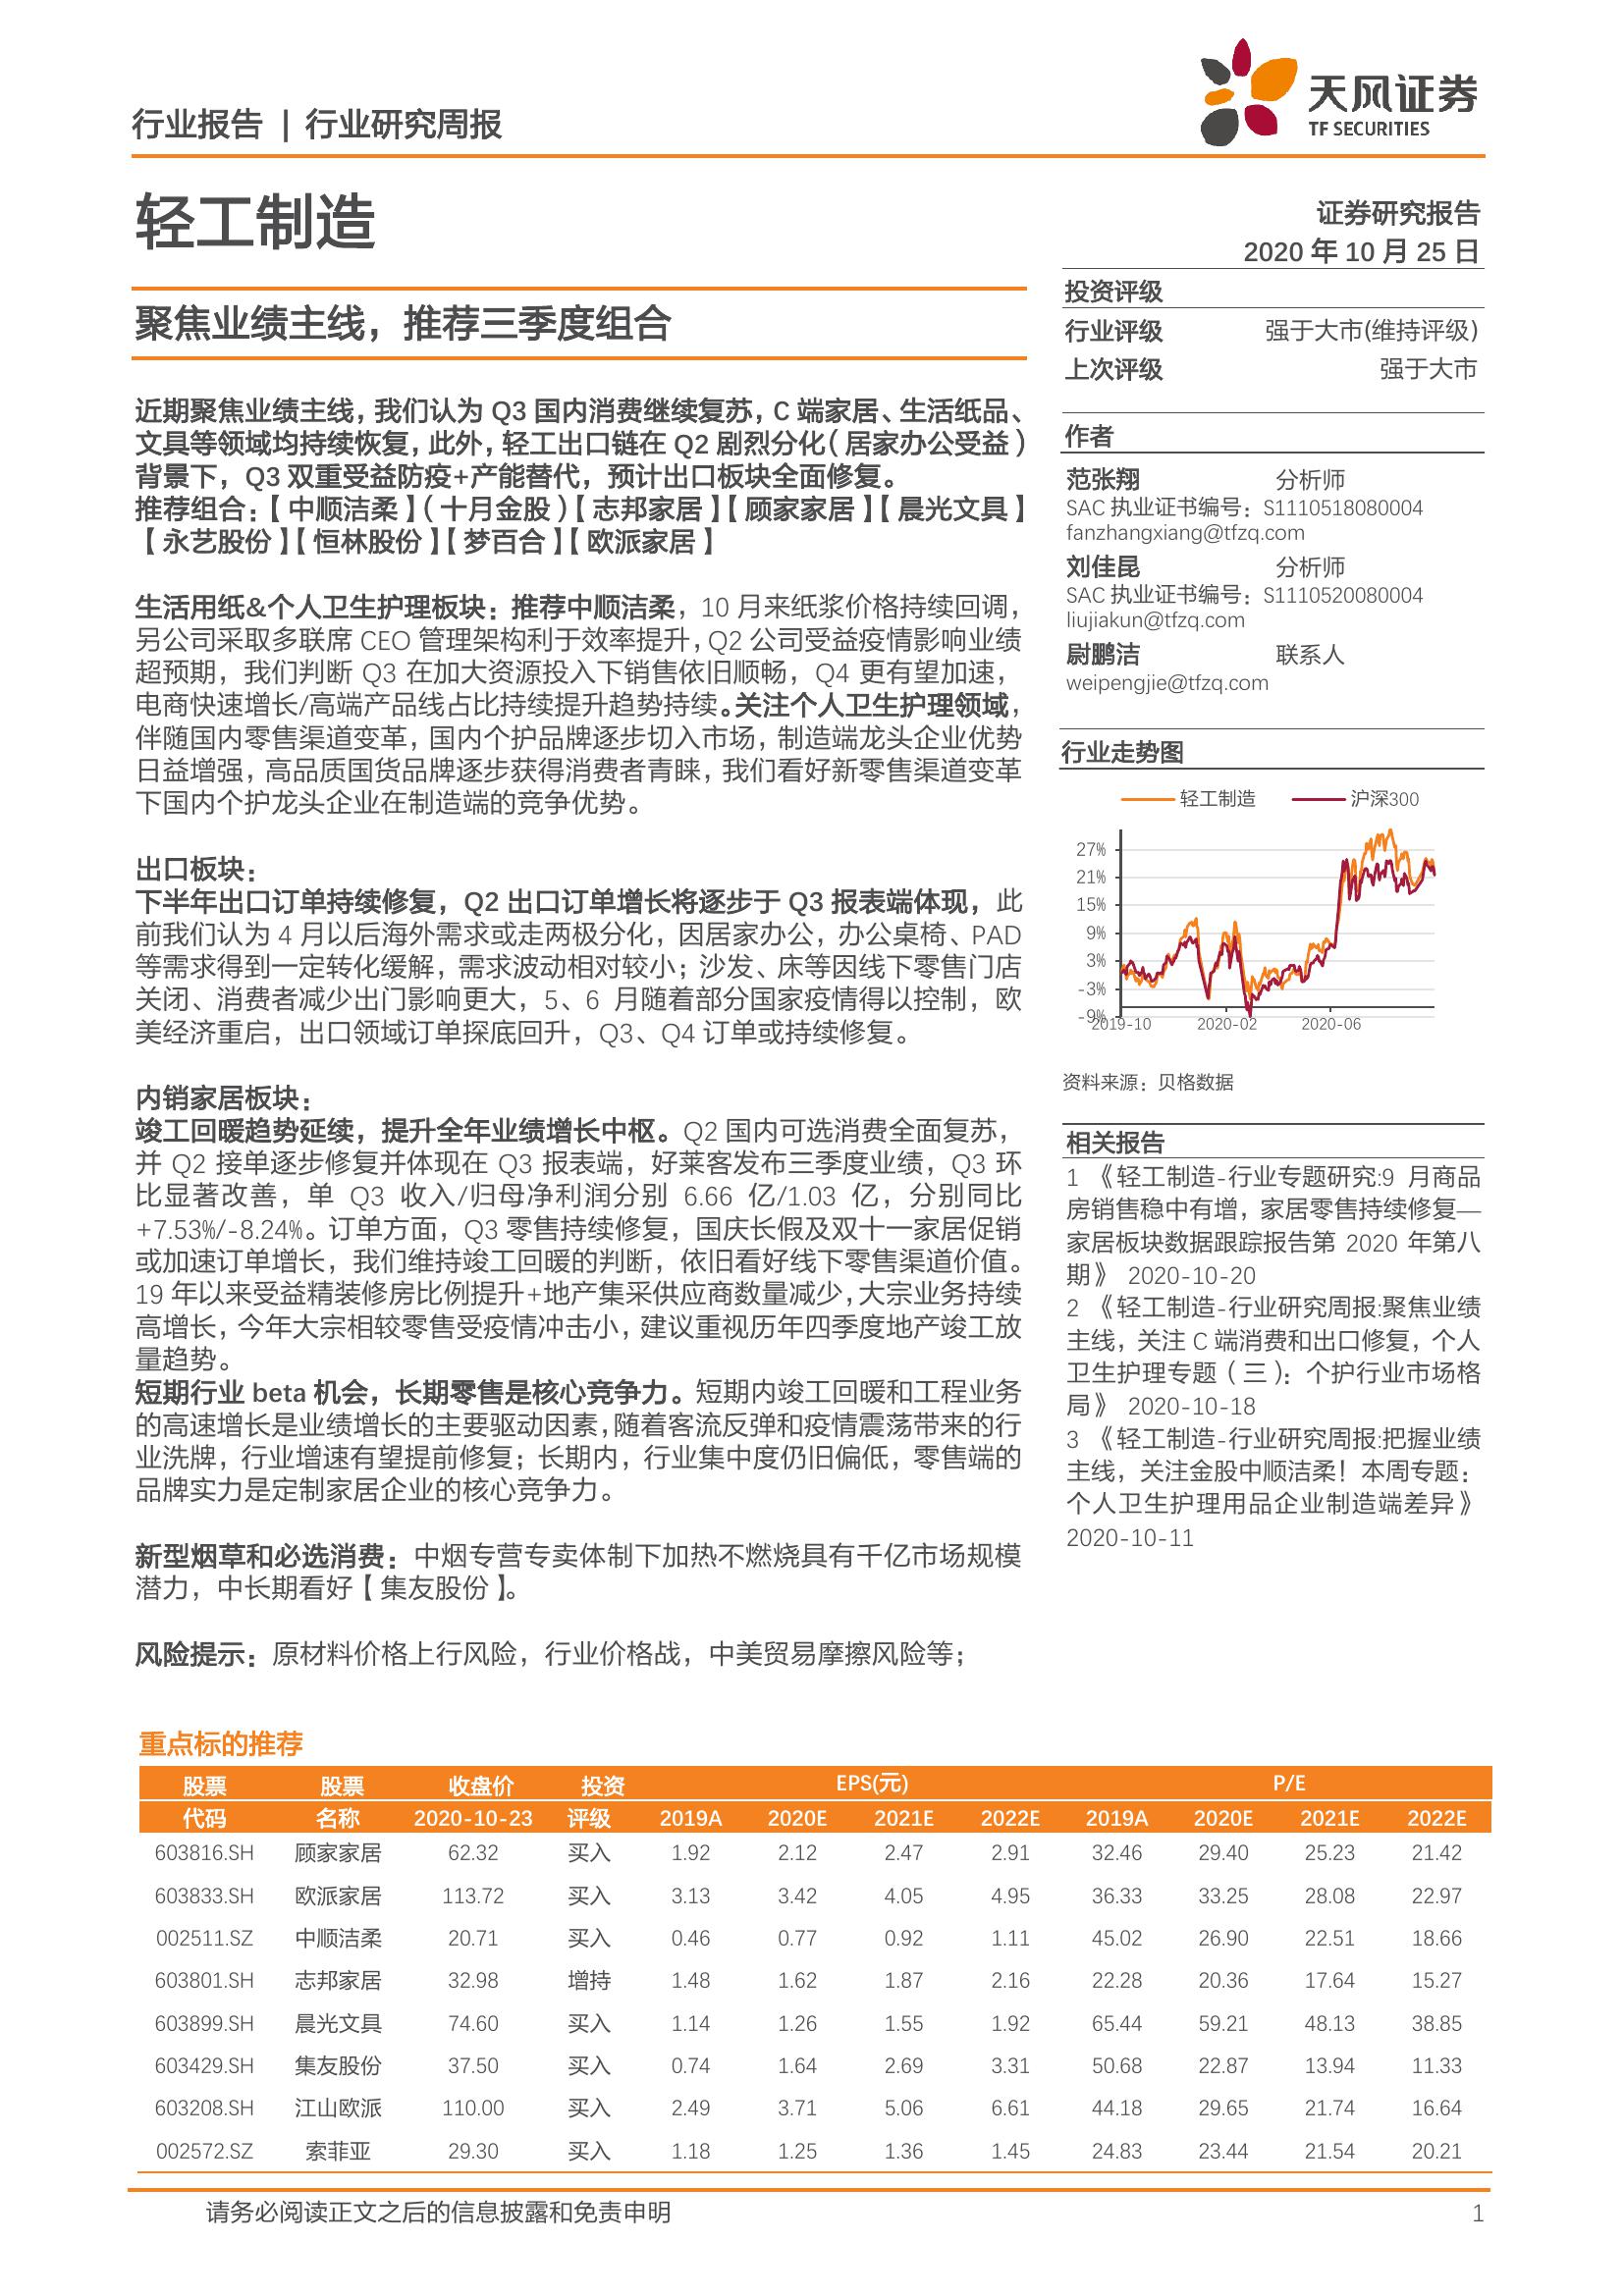 行业报告 | 行业研究周报
天风证券
TF SECURITIES
轻工制造
证券研究报告
2020 年 10 月 25 日
聚焦业绩主线，推荐三季度组合
近期聚焦业绩主线，我们认为 Q3 国内消费继续复苏，C 端家居、生活纸品、
文具等领域均持续恢复，此外，轻工出口链在 Q2 剧烈分化（居家办公受益）
背景下，Q3 双重受益防疫+产能替代，预计出口板块全面修复。
推荐组合：【中顺洁柔】（十月金股）【志邦家居】【顾家家居】【晨光文具】
【永艺股份】【恒林股份】【梦百合】【欧派家居】
生活用纸&个人卫生护理板块：推荐中顺洁柔，10 月来纸浆价格持续回调，
另公司采取多联席 CEO 管理架构利于效率提升，Q2 公司受益疫情影响业绩
超预期，我们判断 Q3 在加大资源投入下销售依旧顺畅，Q4 更有望加速，
电商快速增长/高端产品线占比持续提升趋势持续。关注个人卫生护理领域，
伴随国内零售渠道变革，国内个护品牌逐步切入市场，制造端龙头企业优势
日益增强，高品质国货品牌逐步获得消费者青睐，我们看好新零售渠道变革
下国内个护龙头企业在制造端的竞争优势。
出口板块：
下半年出口订单持续修复，Q2 出口订单增长将逐步于 Q3 报表端体现，此
前我们认为 4 月以后海外需求或走两极分化，因居家办公，办公桌椅、PAD
等需求得到一定转化缓解，需求波动相对较小；沙发、床等因线下零售门店
关闭、消费者减少出门影响更大，5、6 月随着部分国家疫情得以控制，欧
美经济重启，出口领域订单探底回升，Q3、Q4 订单或持续修复。
内销家居板块：
竣工回暖趋势延续，提升全年业绩增长中枢。Q2 国内可选消费全面复苏，
并 Q2 接单逐步修复并体现在 Q3 报表端，好莱客发布三季度业绩，Q3 环
比显著改善，单 Q3 收入/归母净利润分别 6.66 亿/1.03 亿，分别同比
+7.53%/-8.24%。订单方面，Q3 零售持续修复，国庆长假及双十一家居促销
或加速订单增长，我们维持竣工回暖的判断，依旧看好线下零售渠道价值。
19 年以来受益精装修房比例提升+地产集采供应商数量减少，大宗业务持续
高增长，今年大宗相较零售受疫情冲击小，建议重视历年四季度地产竣工放
量趋势。
短期行业 beta 机会，长期零售是核心竞争力。短期内竣工回暖和工程业务
的高速增长是业绩增长的主要驱动因素，随着客流反弹和疫情震荡带来的行
业洗牌，行业增速有望提前修复；长期内，行业集中度仍旧偏低，零售端的
品牌实力是定制家居企业的核心竞争力。
新型烟草和必选消费：中烟专营专卖体制下加热不燃烧具有千亿市场规模
潜力，中长期看好【集友股份】。
风险提示：原材料价格上行风险，行业价格战，中美贸易摩擦风险等；
投资评级
行业评级 强于大市(维持评级)
上次评级 强于大市
作者
范张翔 分析师
SAC 执业证书编号：S1110518080004
fanzhangxiang@tfzq.com
刘佳昆 分析师
SAC 执业证书编号：S1110520080004
liujiakun@tfzq.com
尉鹏洁 联系人
weipengjie@tfzq.com
行业走势图
轻工制造 沪深300
27%
21%
15%
9%
3%
-3%
-9%
2019-10 2020-02 2020-06
资料来源：贝格数据
相关报告
1 《轻工制造-行业专题研究:9 月商品
房销售稳中有增，家居零售持续修复—
家居板块数据跟踪报告第 2020 年第八
期》 2020-10-20
2 《轻工制造-行业研究周报:聚焦业绩
主线，关注 C 端消费和出口修复，个人
卫生护理专题（三）：个护行业市场格
局》 2020-10-18
3 《轻工制造-行业研究周报:把握业绩
主线，关注金股中顺洁柔！本周专题：
个人卫生护理用品企业制造端差异》
2020-10-11
重点标的推荐
股票 股票 收盘价 投资 EPS(元) P/E
代码 名称 2020-10-23 评级 2019A 2020E 2021E 2022E 2019A 2020E 2021E 2022E
603816.SH 顾家家居 62.32 买入 1.92 2.12 2.47 2.91 32.46 29.40 25.23 21.42
603833.SH 欧派家居 113.72 买入 3.13 3.42 4.05 4.95 36.33 33.25 28.08 22.97
002511.SZ 中顺洁柔 20.71 买入 0.46 0.77 0.92 1.11 45.02 26.90 22.51 18.66
603801.SH 志邦家居 32.98 增持 1.48 1.62 1.87 2.16 22.28 20.36 17.64 15.27
603899.SH 晨光文具 74.60 买入 1.14 1.26 1.55 1.92 65.44 59.21 48.13 38.85
603429.SH 集友股份 37.50 买入 0.74 1.64 2.69 3.31 50.68 22.87 13.94 11.33
603208.SH 江山欧派 110.00 买入 2.49 3.71 5.06 6.61 44.18 29.65 21.74 16.64
002572.SZ 索菲亚 29.30 买入 1.18 1.25 1.36 1.45 24.83 23.44 21.54 20.21
请务必阅读正文之后的信息披露和免责申明 1